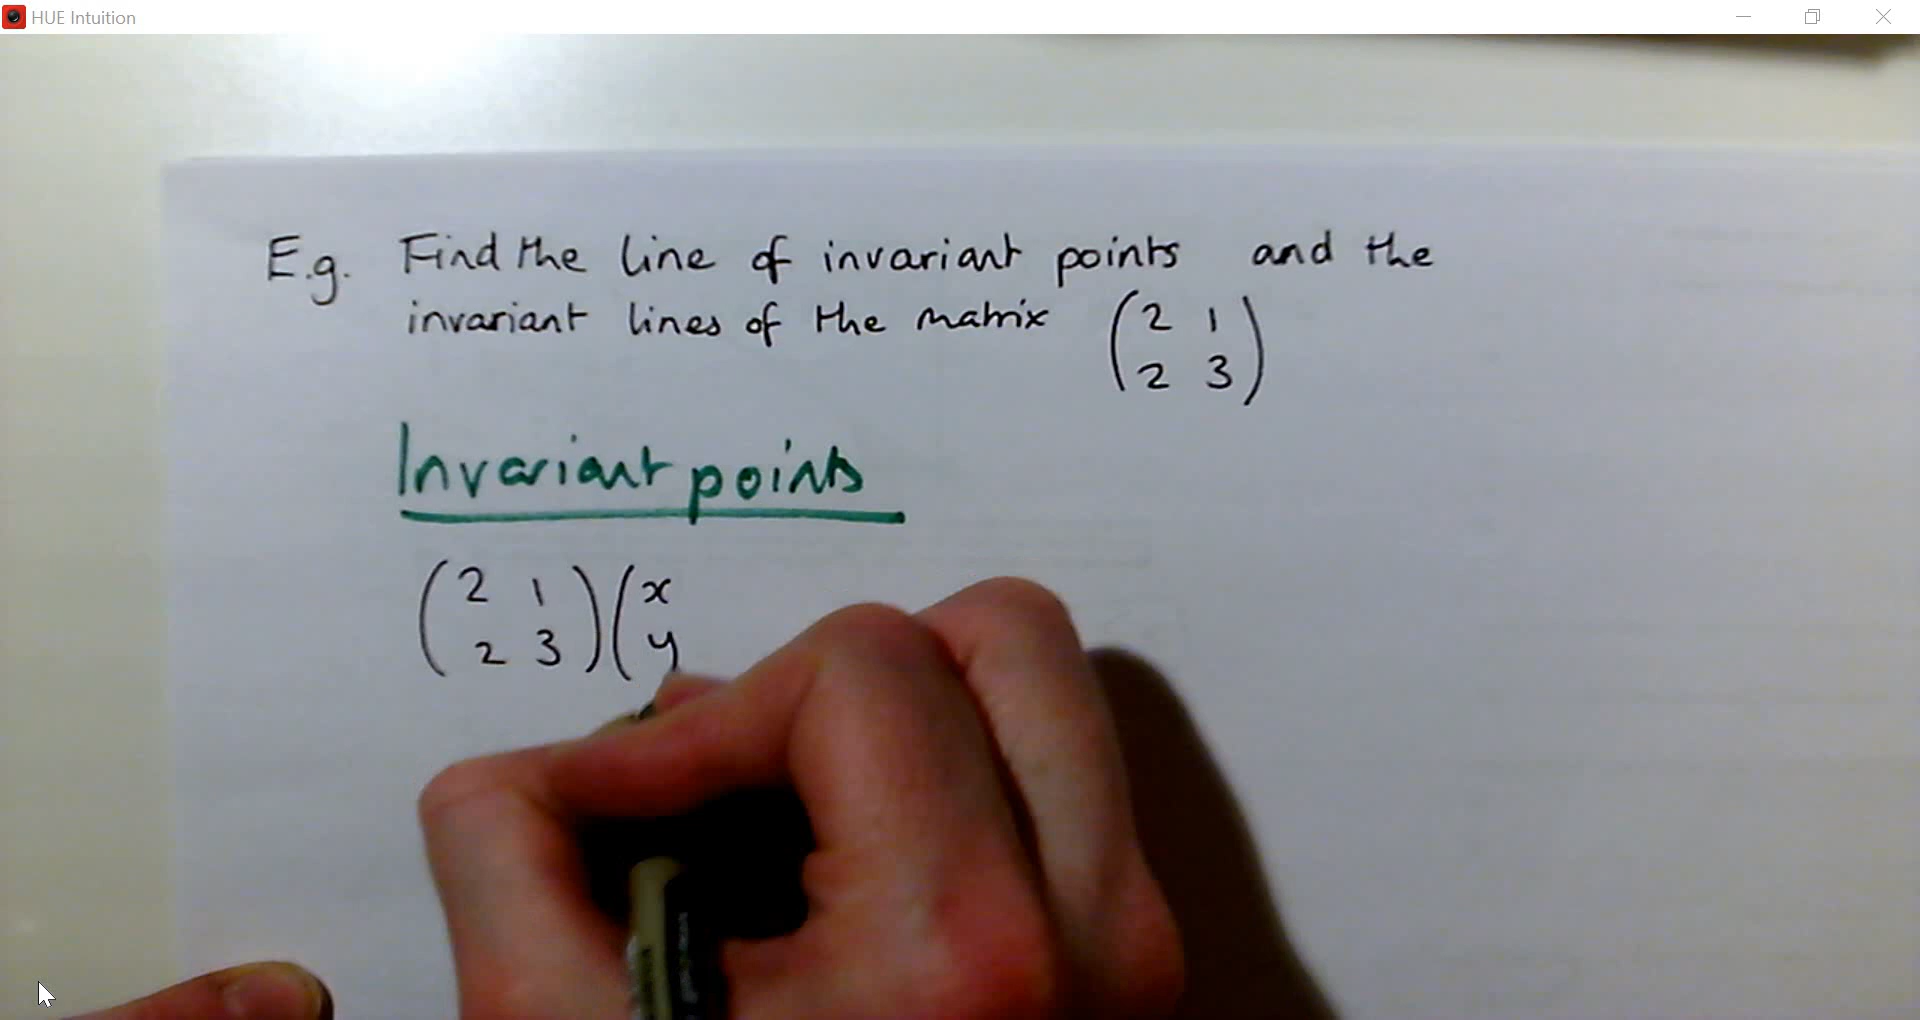 HUE Intuition
E.g. Find the line of invariant points and the
invariant lines of the matrix (2 1
2 3)
Invariant points
(2 1
2 3)(x
y